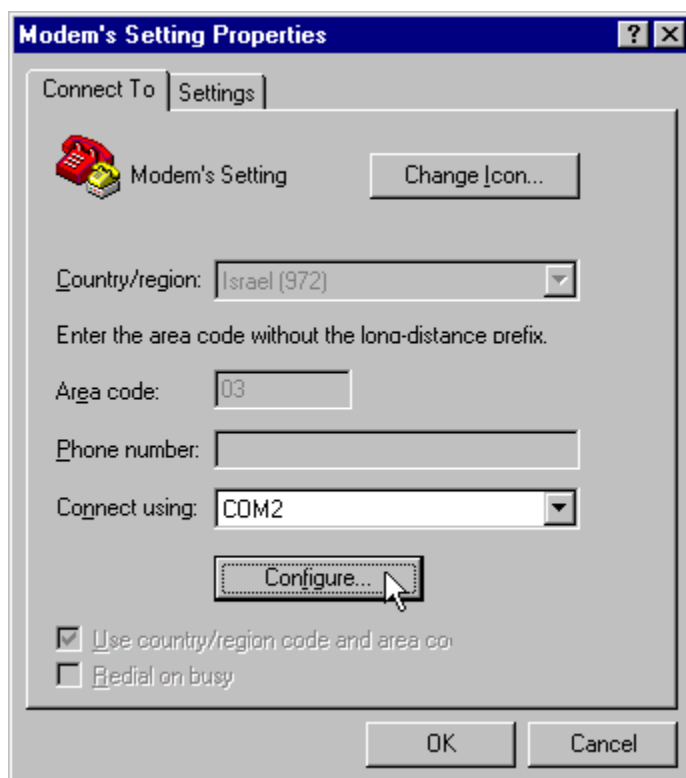 Modem's Setting Properties
Connect To Settings
Modem's Setting Change Icon...
Country/region: Israel (972)
Enter the area code without the long-distance prefix.
Area code: 03
Phone number:
Connect using: COM2
Configure...
Use country/region code and area co
Redial on busy
OK Cancel